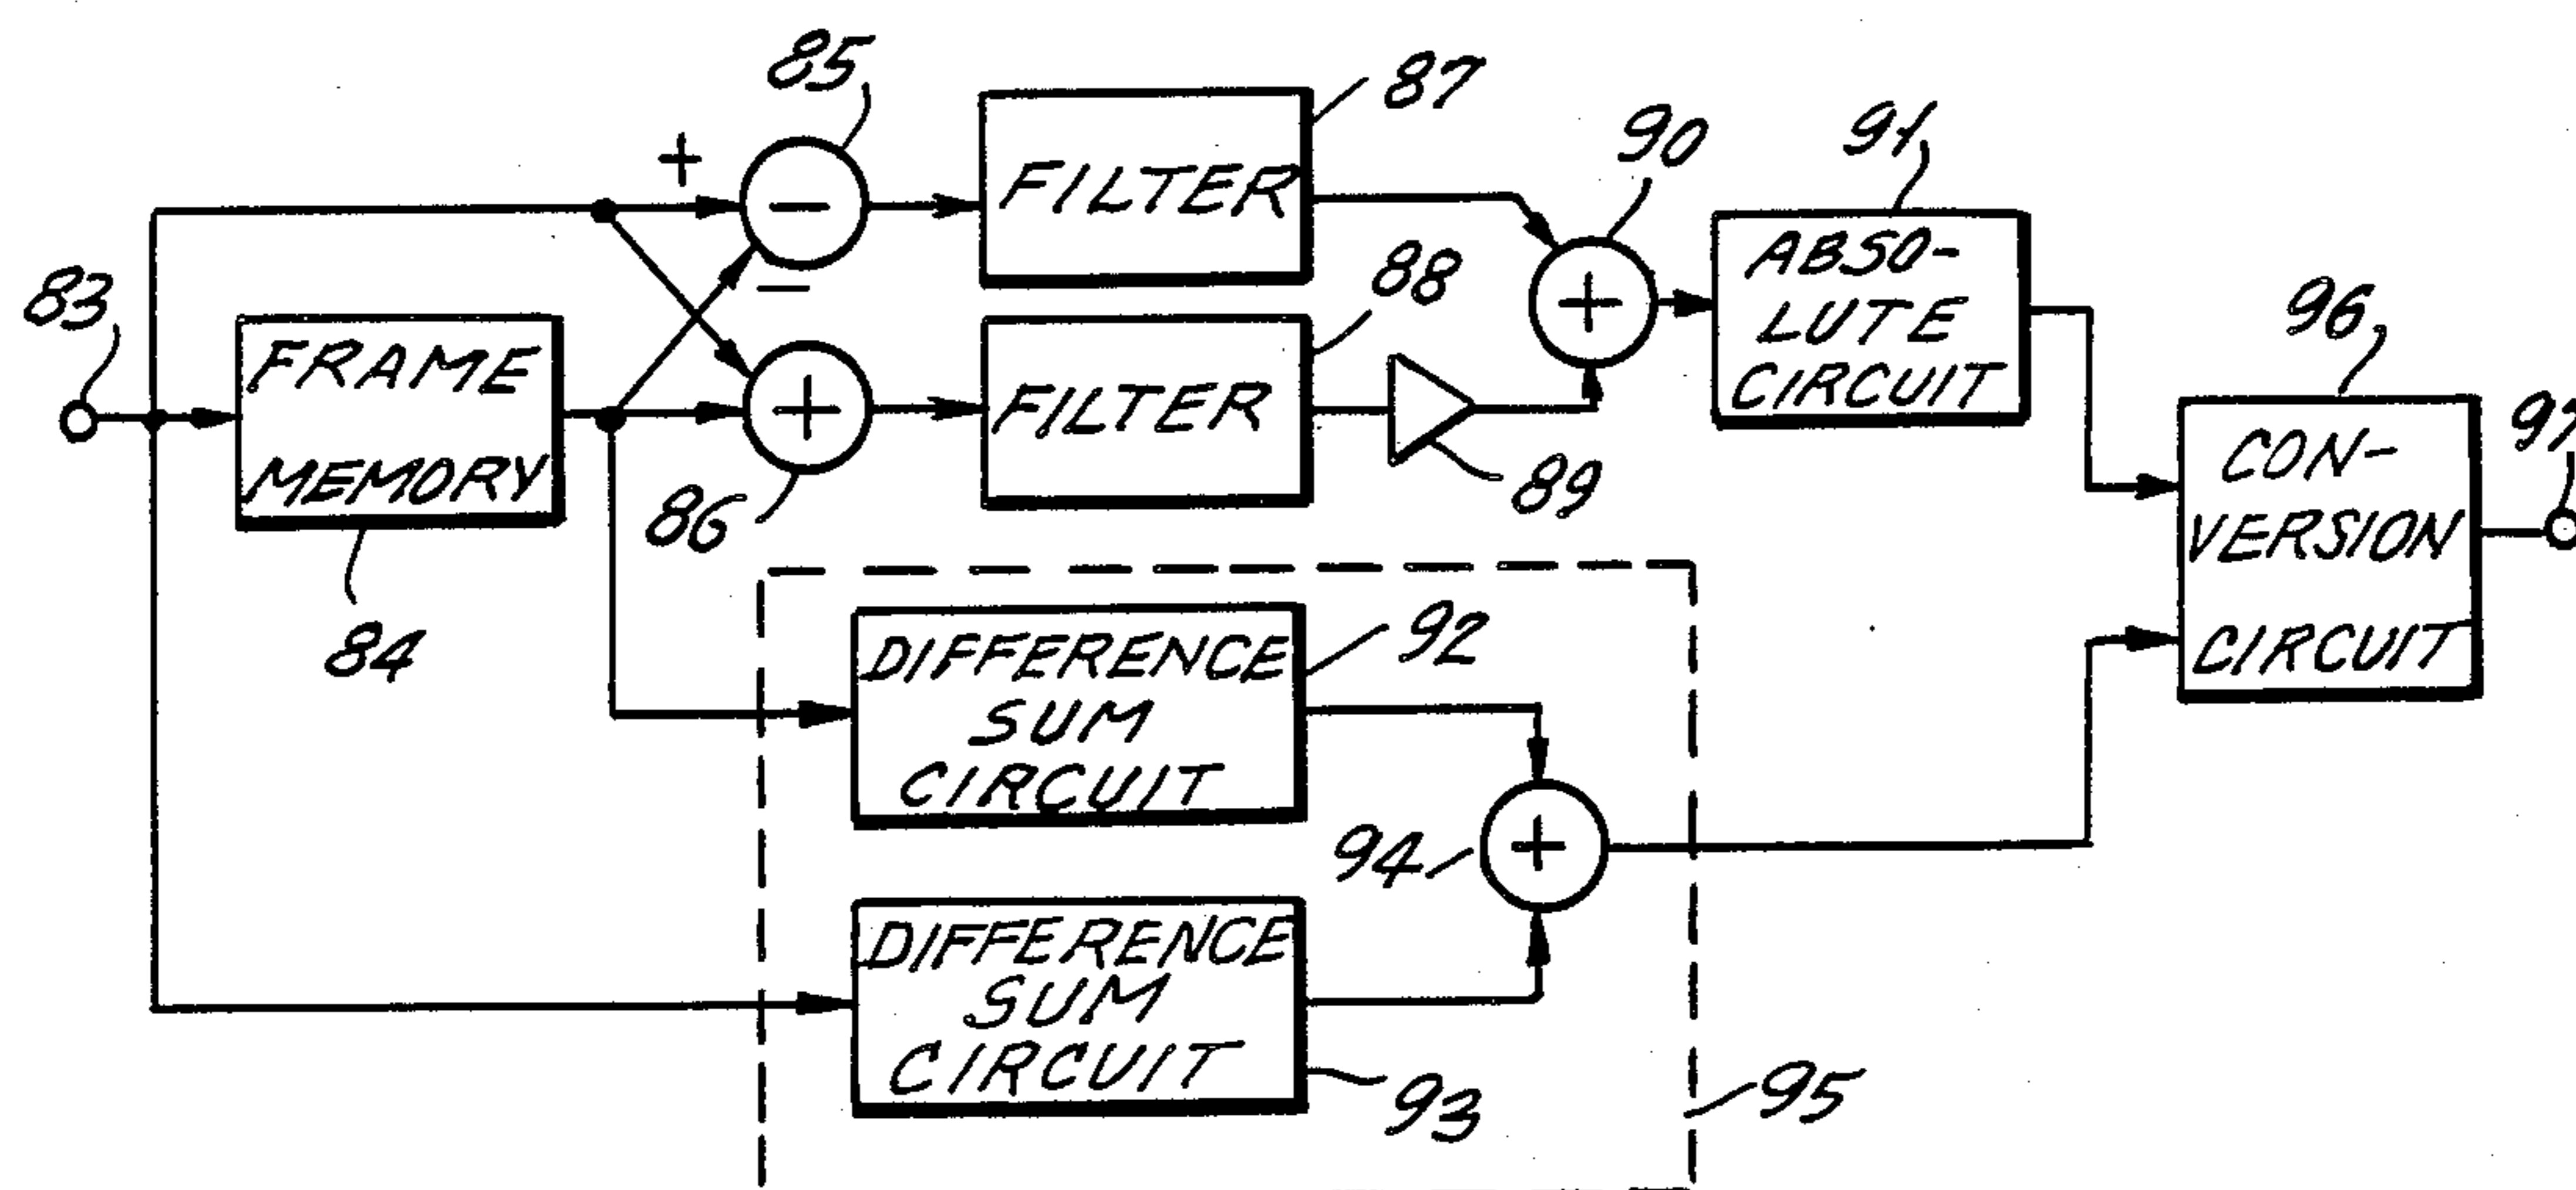 85
87
90
91
+
−
FILTER
83
−
88
+
ABSO-
LUTE
CIRCUIT
96
97
FRAME
MEMORY
+
FILTER
89
86
84
CON-
VERSION
CIRCUIT
DIFFERENCE
SUM
CIRCUIT
92
94
+
DIFFERENCE
SUM
CIRCUIT
93
95